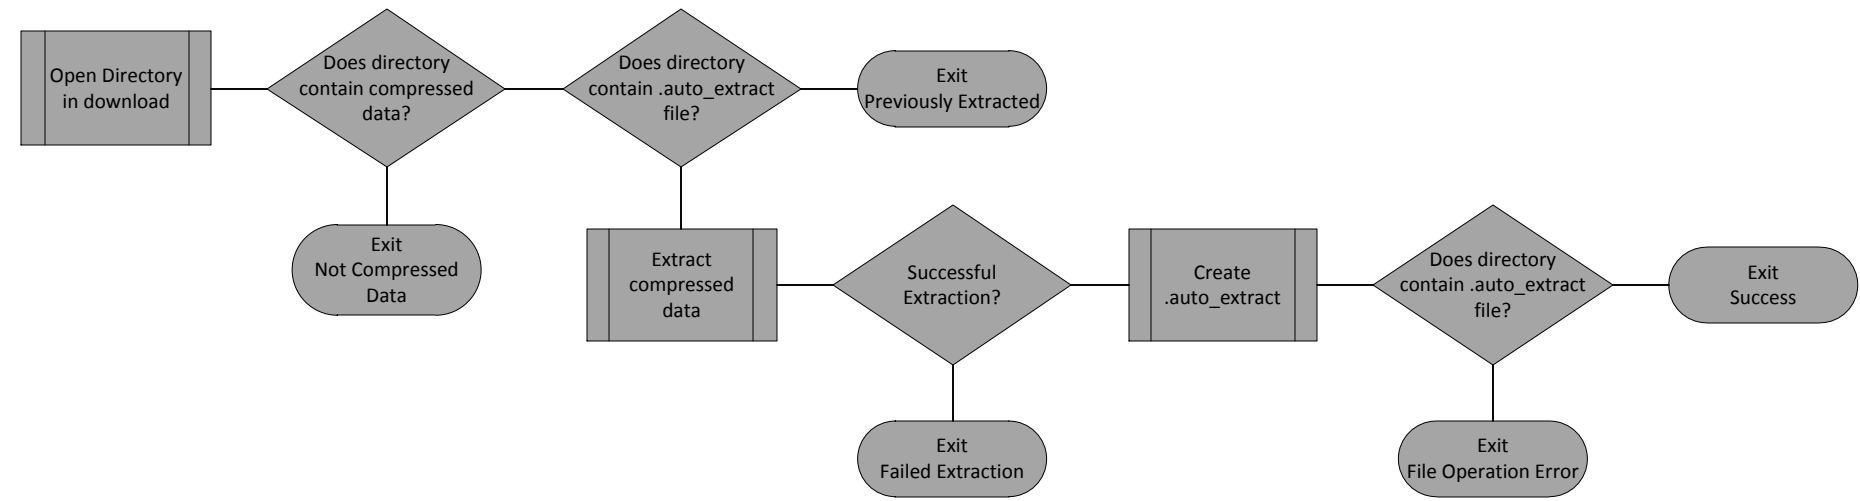 Open Directory
in download
Does directory
contain compressed
data?
Does directory
contain .auto_extract
file?
Exit
Previously Extracted
Exit
Not Compressed
Data
Extract
compressed
data
Successful
Extraction?
Create
.auto_extract
Does directory
contain .auto_extract
file?
Exit
Success
Exit
Failed Extraction
Exit
File Operation Error